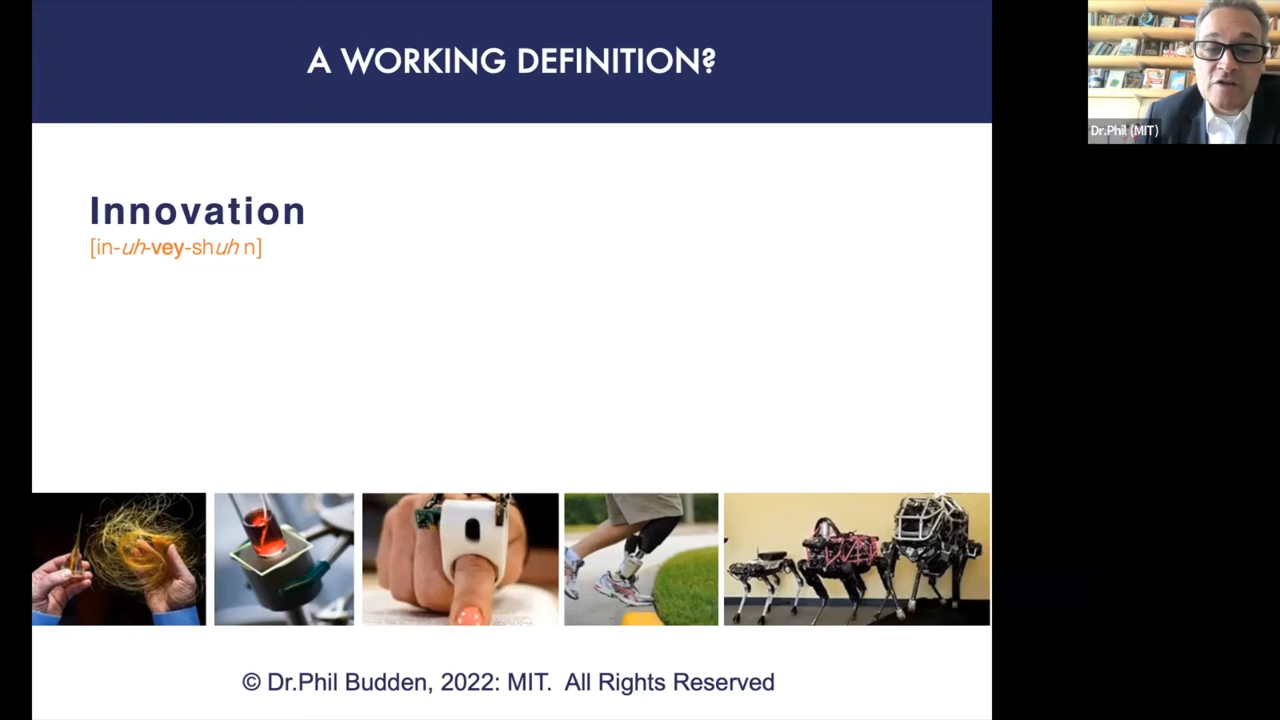 A WORKING DEFINITION?
Dr.Phil (MIT)
Innovation
[in-uh-vey-shuh n]
© Dr.Phil Budden, 2022: MIT. All Rights Reserved